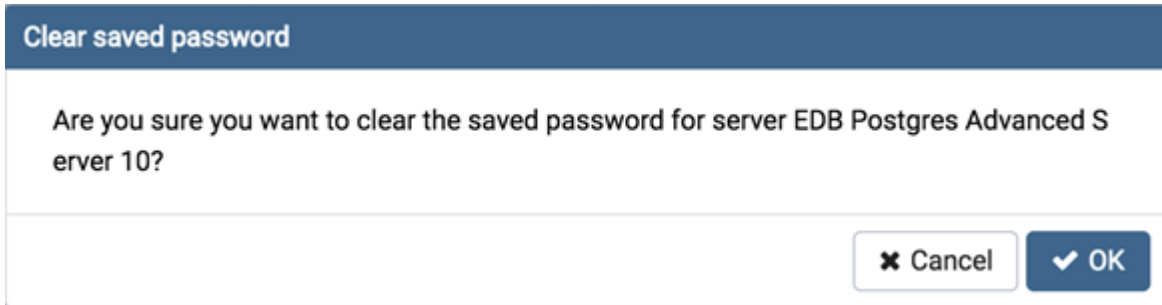 Clear saved password
Are you sure you want to clear the saved password for server EDB Postgres Advanced S
erver 10?
Cancel
OK